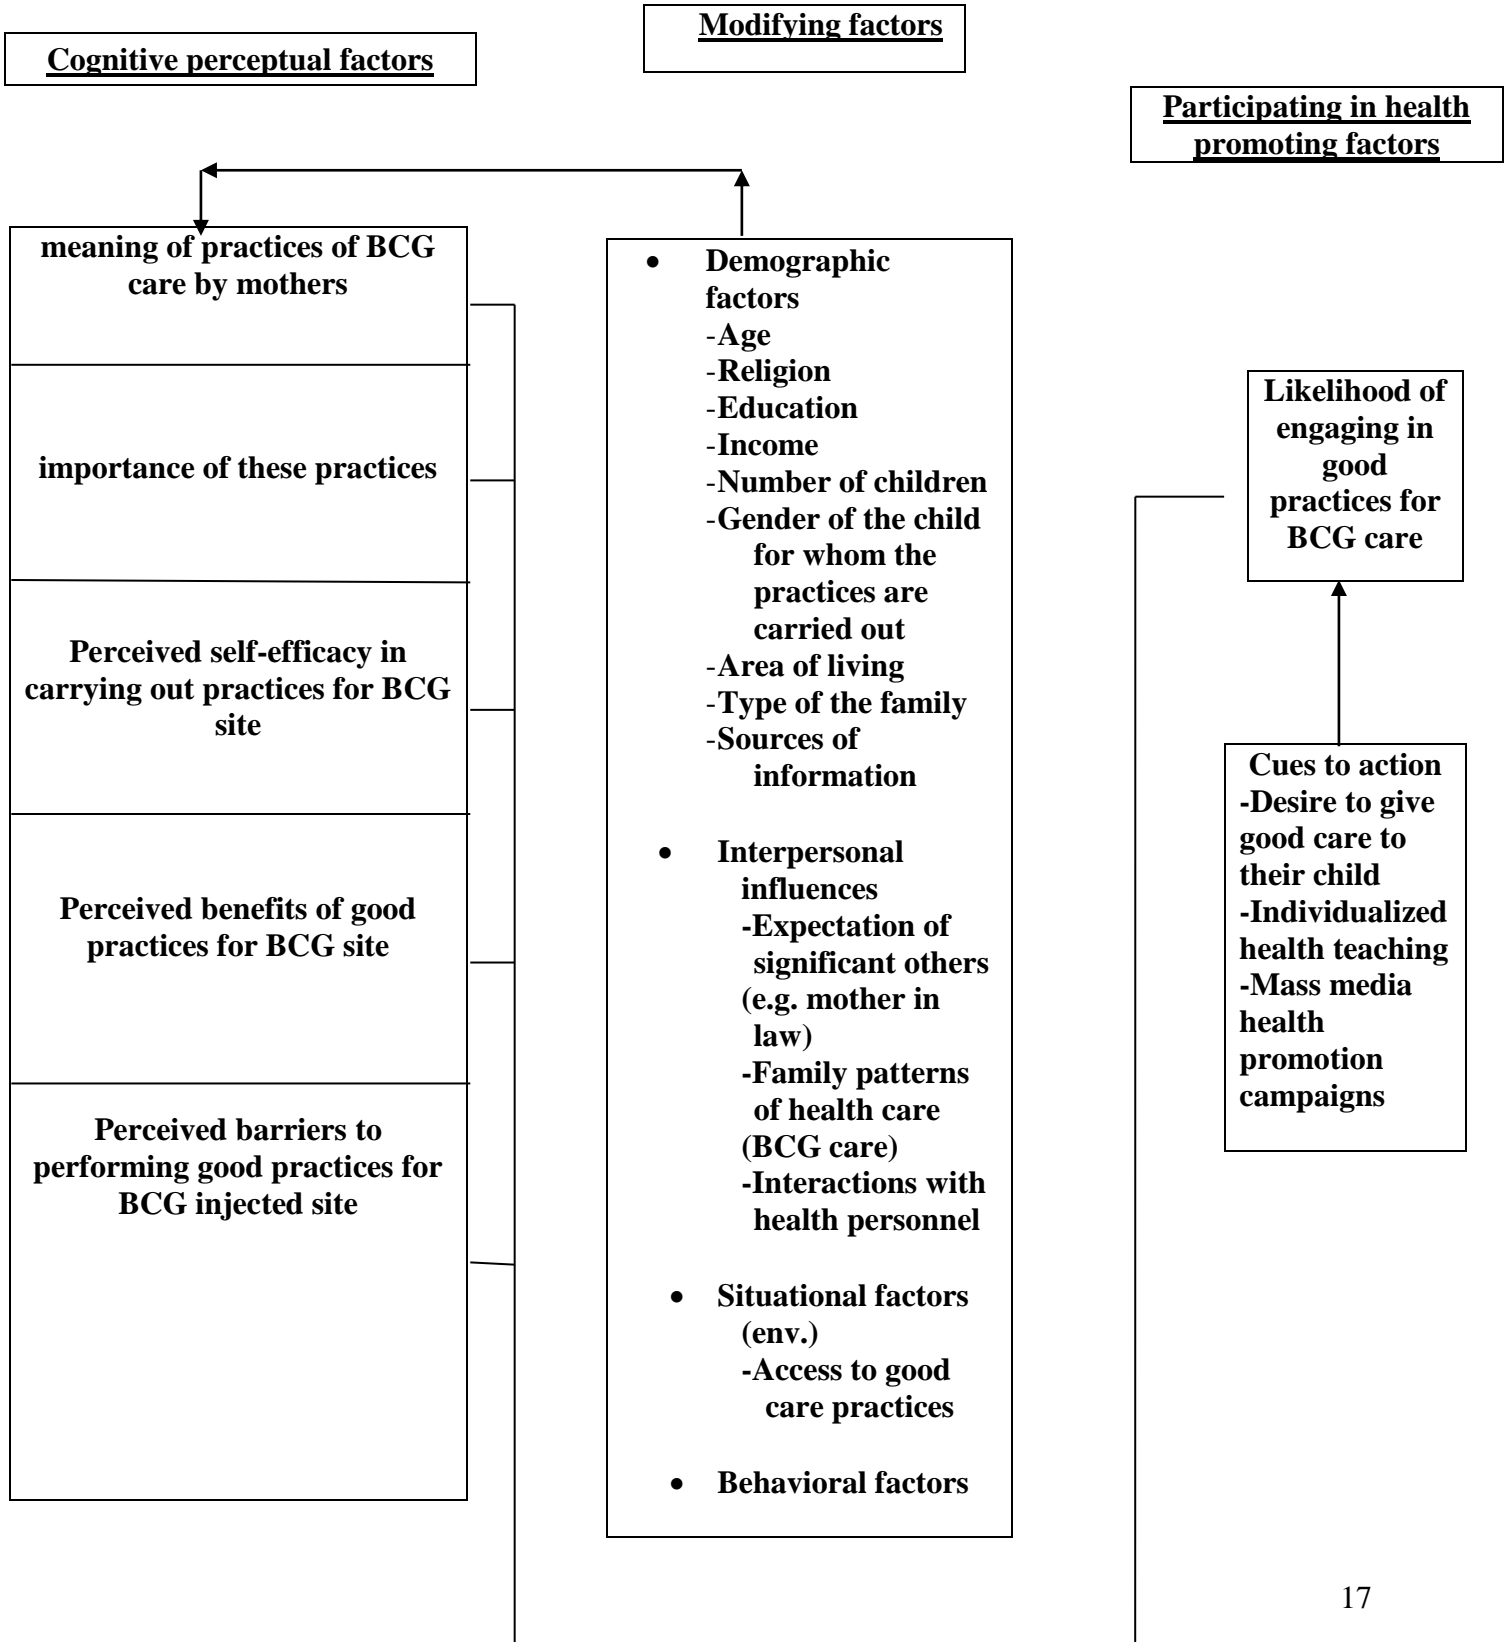 Modifying factors
Cognitive perceptual factors
Participating in health
promoting factors
meaning of practices of BCG
care by mothers
importance of these practices
Perceived self-efficacy in
carrying out practices for BCG
site
Perceived benefits of good
practices for BCG site
Perceived barriers to
performing good practices for
BCG injected site
• Demographic
factors
-Age
-Religion
-Education
-Income
-Number of children
-Gender of the child
for whom the
practices are
carried out
-Area of living
-Type of the family
-Sources of
information
• Interpersonal
influences
-Expectation of
significant others
(e.g. mother in
law)
-Family patterns
of health care
(BCG care)
-Interactions with
health personnel
• Situational factors
(env.)
-Access to good
care practices
• Behavioral factors
Likelihood of
engaging in
good
practices for
BCG care
Cues to action
-Desire to give
good care to
their child
-Individualized
health teaching
-Mass media
health
promotion
campaigns
17